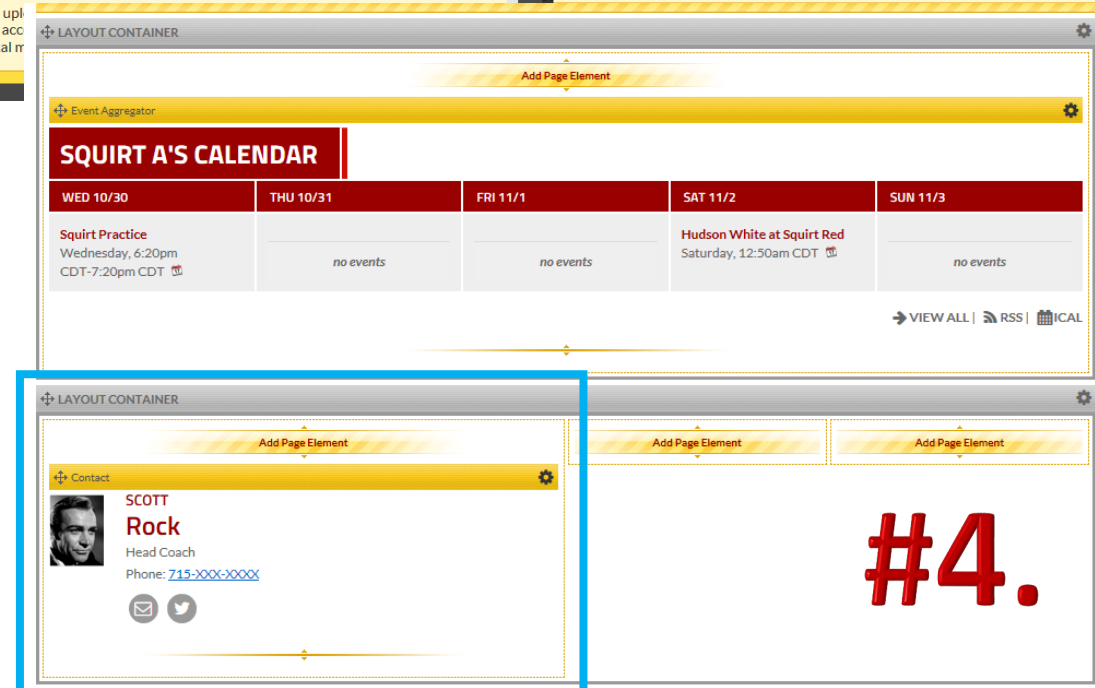 upl
acc
al m
LAYOUT CONTAINER
Add Page Element
Event Aggregator
SQUIRT A'S CALENDAR
WED 10/30 THU 10/31 FRI 11/1 SAT 11/2 SUN 11/3
Squirt Practice
Wednesday, 6:20pm
CDT-7:20pm CDT
no events
no events
Hudson White at Squirt Red
Saturday, 12:50am CDT
no events
VIEW ALL | RSS | ICAL
LAYOUT CONTAINER
Add Page Element Add Page Element Add Page Element
Contact
SCOTT
Rock
Head Coach
Phone: 715-XXX-XXXX
#4.